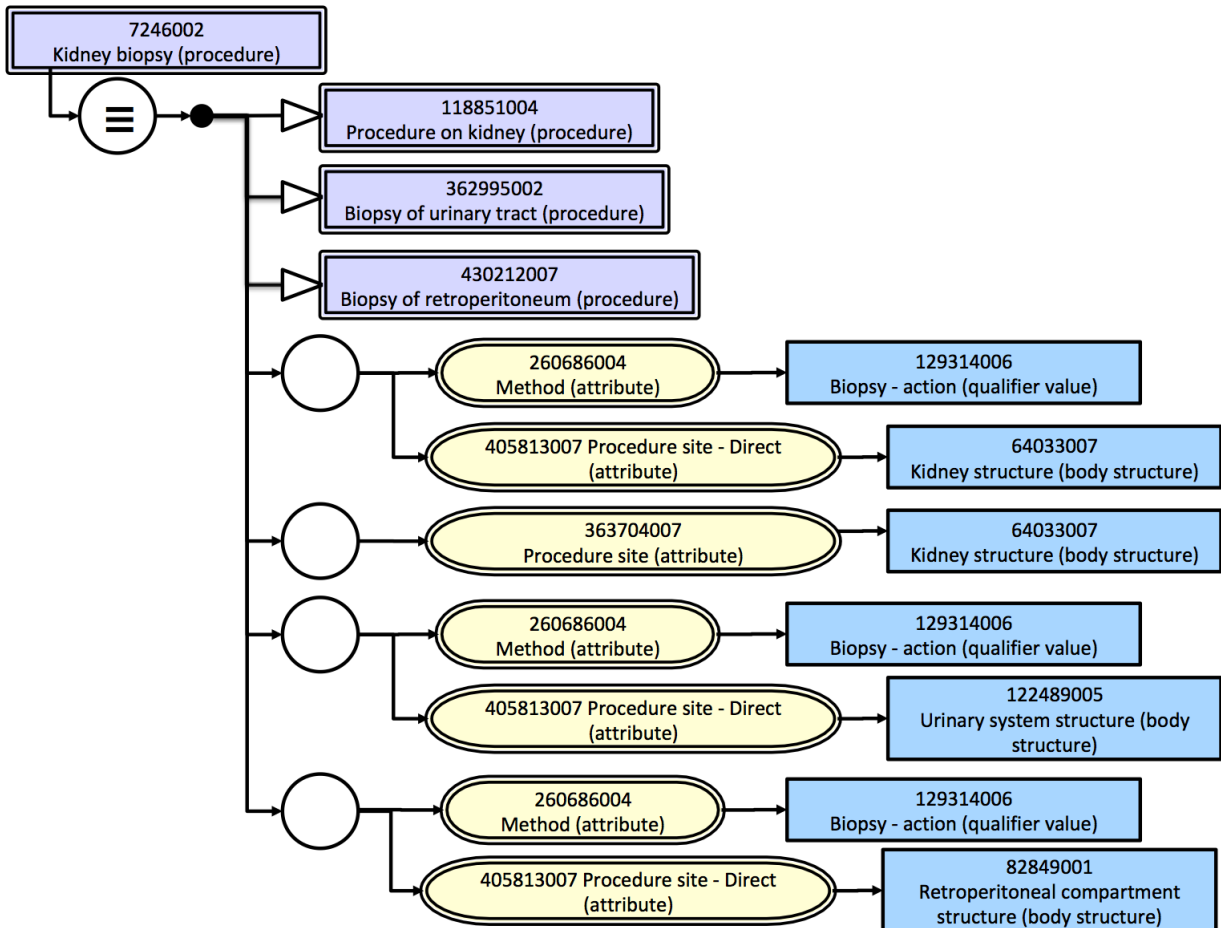 7246002
Kidney biopsy (procedure)
118851004
Procedure on kidney (procedure)
362995002
Biopsy of urinary tract (procedure)
430212007
Biopsy of retroperitoneum (procedure)
260686004
Method (attribute)
129314006
Biopsy - action (qualifier value)
405813007 Procedure site - Direct
(attribute)
64033007
Kidney structure (body structure)
363704007
Procedure site (attribute)
64033007
Kidney structure (body structure)
260686004
Method (attribute)
129314006
Biopsy - action (qualifier value)
405813007 Procedure site - Direct
(attribute)
122489005
Urinary system structure (body
structure)
260686004
Method (attribute)
129314006
Biopsy - action (qualifier value)
405813007 Procedure site - Direct
(attribute)
82849001
Retroperitoneal compartment
structure (body structure)